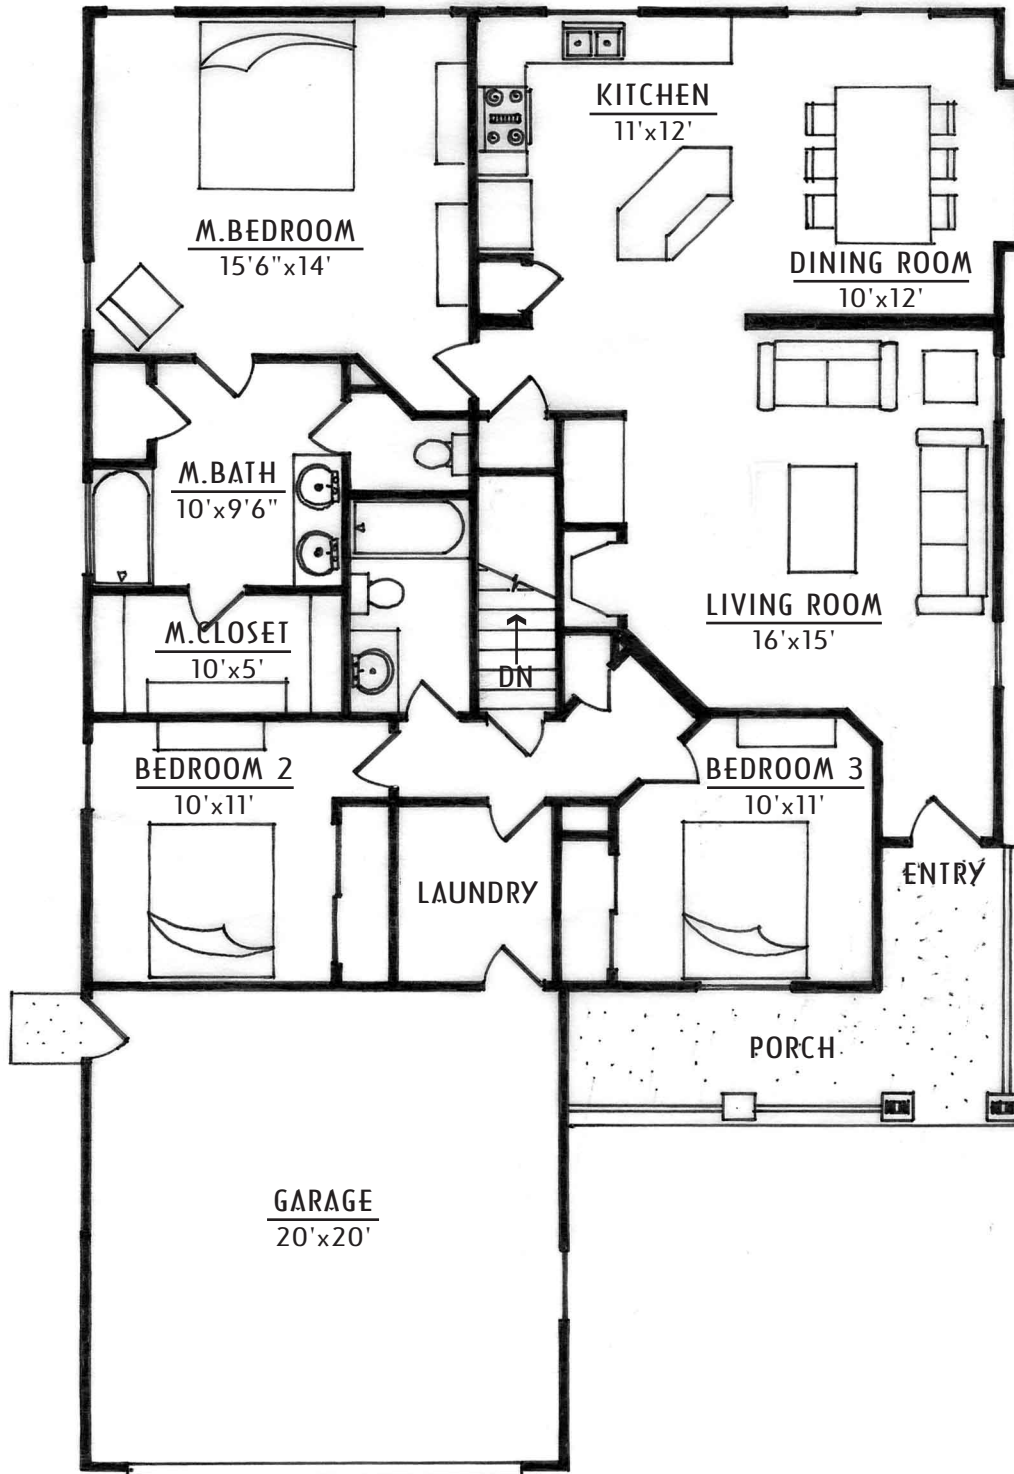 KITCHEN
11'x12'
M.BEDROOM
15'6"x14'
DINING ROOM
10'x12'
M.BATH
10'x9'6"
LIVING ROOM
16'x15'
M.CLOSET
10'x5'
DN
BEDROOM 2
10'x11'
BEDROOM 3
10'x11'
ENTRY
LAUNDRY
PORCH
GARAGE
20'x20'